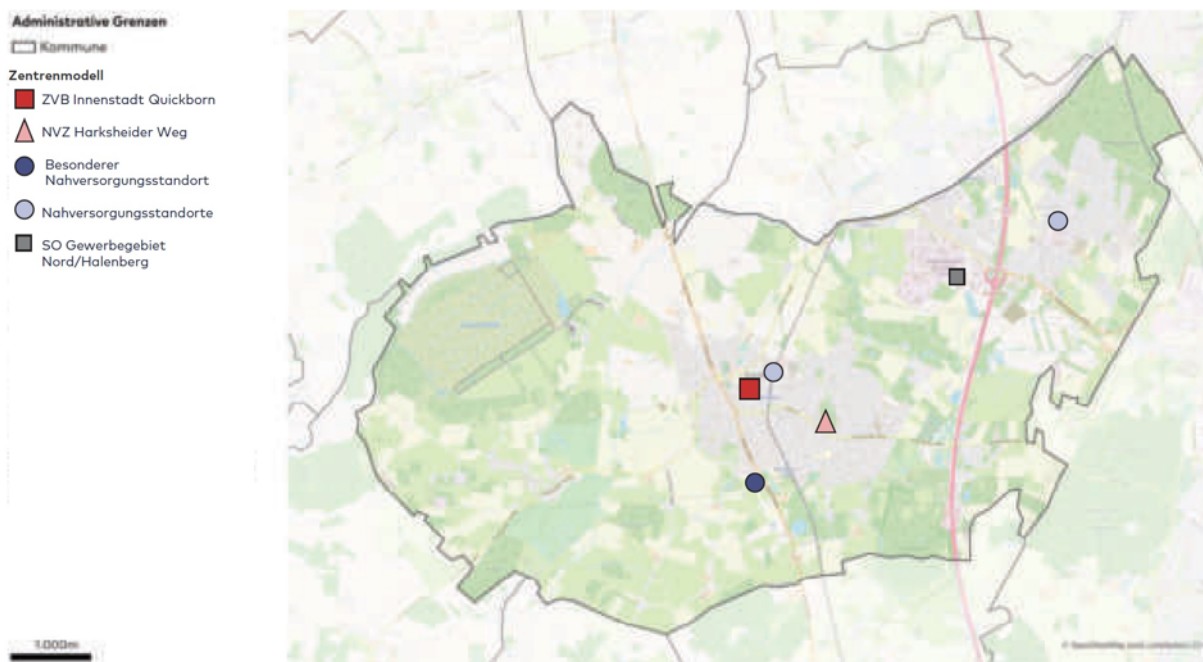 Administrative Grenzen
Kommune
Zentrenmodell
ZVB Innenstadt Quickborn
NVZ Harksheider Weg
Besonderer
Nahversorgungsstandort
Nahversorgungsstandorte
SO Gewerbegebiet
Nord/Halenberg
1.000m